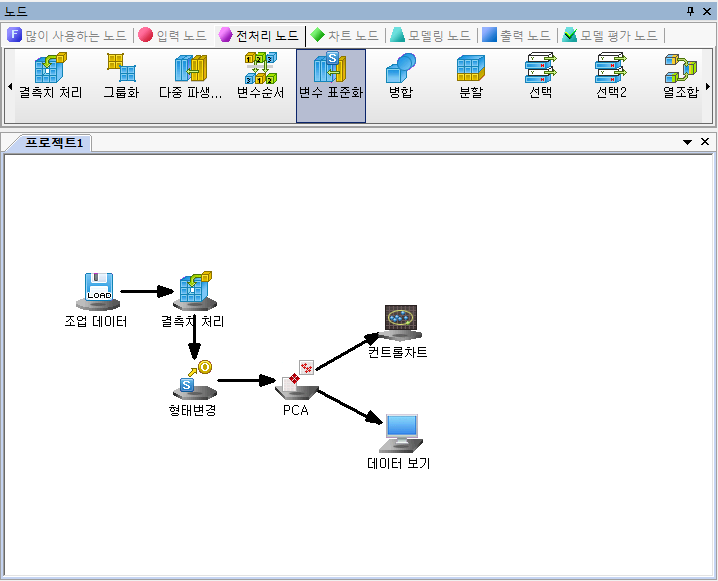 노드
F 많이 사용하는 노드 입력 노드 전처리 노드 차트 노드 모델링 노드 출력 노드 모델 평가 노드
결측치 처리 그룹화 다중 파생... 변수순서 변수 표준화 병합 분할 선택 선택2 열조합
프로젝트1
LOAD
조업 데이터 결측치 처리
컨트롤차트
S O
형태변경 PCA
데이터 보기